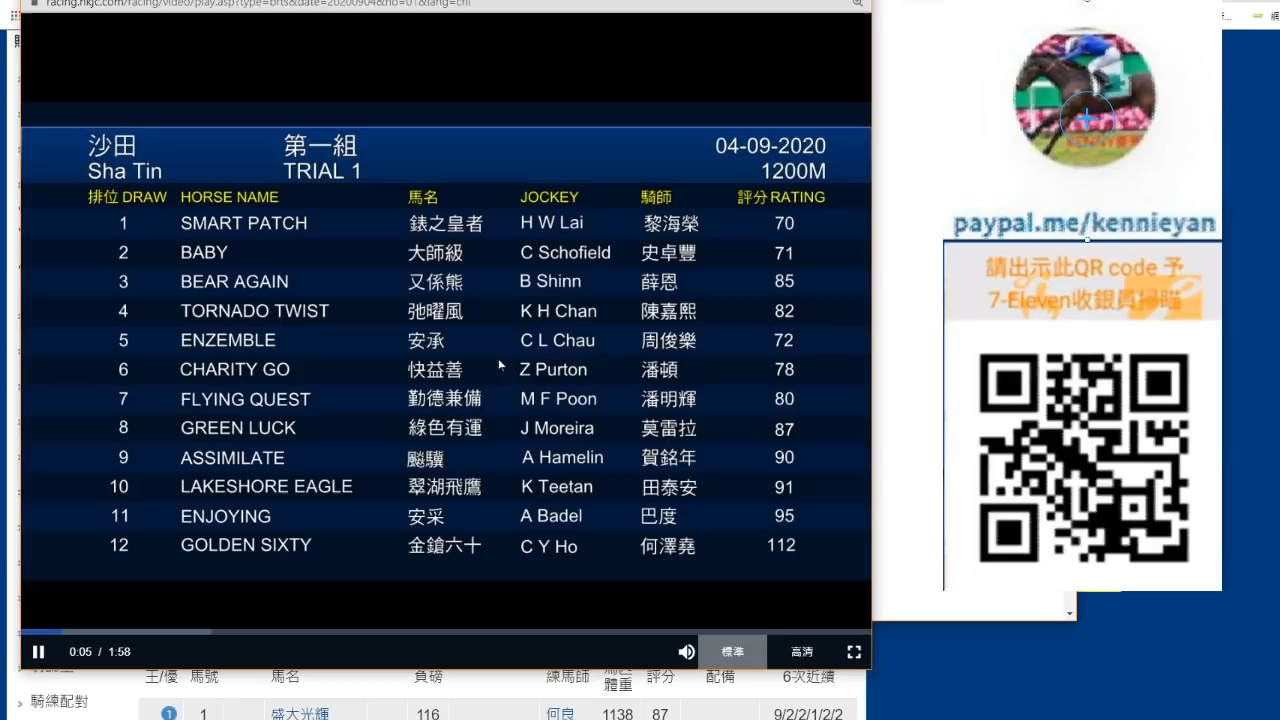 racing.hkjc.com/racing/video/play.asp?type=brts&date=20200904&no=01&lang=chi
沙田 第一組 04-09-2020
Sha Tin TRIAL 1 1200M
排位 DRAW HORSE NAME 馬名 JOCKEY 騎師 評分 RATING
1 SMART PATCH 錶之皇者 H W Lai 黎海榮 70
2 BABY 大師級 C Schofield 史卓豐 71
3 BEAR AGAIN 又係熊 B Shinn 薛恩 85
4 TORNADO TWIST 弛曜風 K H Chan 陳嘉熙 82
5 ENZEMBLE 安承 C L Chau 周俊樂 72
6 CHARITY GO 快益善 Z Purton 潘頓 78
7 FLYING QUEST 勤德兼備 M F Poon 潘明輝 80
8 GREEN LUCK 綠色有運 J Moreira 莫雷拉 87
9 ASSIMILATE 飈驥 A Hamelin 賀銘年 90
10 LAKESHORE EAGLE 翠湖飛鷹 K Teetan 田泰安 91
11 ENJOYING 安采 A Badel 巴度 95
12 GOLDEN SIXTY 金鎗六十 C Y Ho 何澤堯 112
0:05 / 1:58 標準 高清
馬號 馬名 負磅 練馬師 體重 評分 配備 6次近績
騎練配對
1 1 盛大光輝 116 何良 1138 87 9/2/2/1/2/2
paypal.me/kennieyan
請出示此QR code 予
7-Eleven收銀員掃瞄